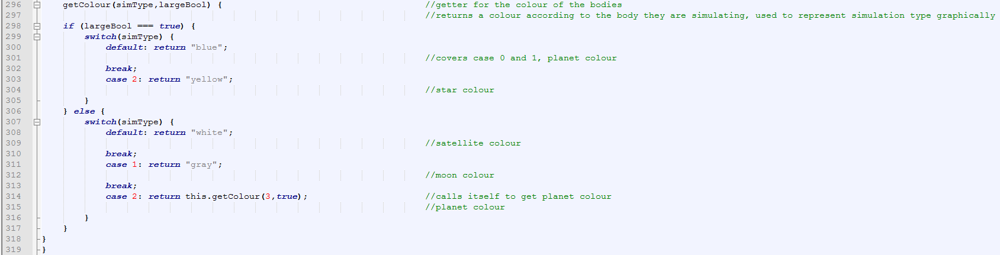 296 getColour(simType,largeBool) { //getter for the colour of the bodies
297 //returns a colour according to the body they are simulating, used to represent simulation type graphically
298 if (largeBool === true) {
299 switch(simType) {
300 default: return "blue";
301 //covers case 0 and 1, planet colour
302 break;
303 case 2: return "yellow";
304 //star colour
305 }
306 } else {
307 switch(simType) {
308 default: return "white";
309 //satellite colour
310 break;
311 case 1: return "gray";
312 //moon colour
313 break;
314 case 2: return this.getColour(3,true); //calls itself to get planet colour
315 //planet colour
316 }
317 }
318 }
319 }